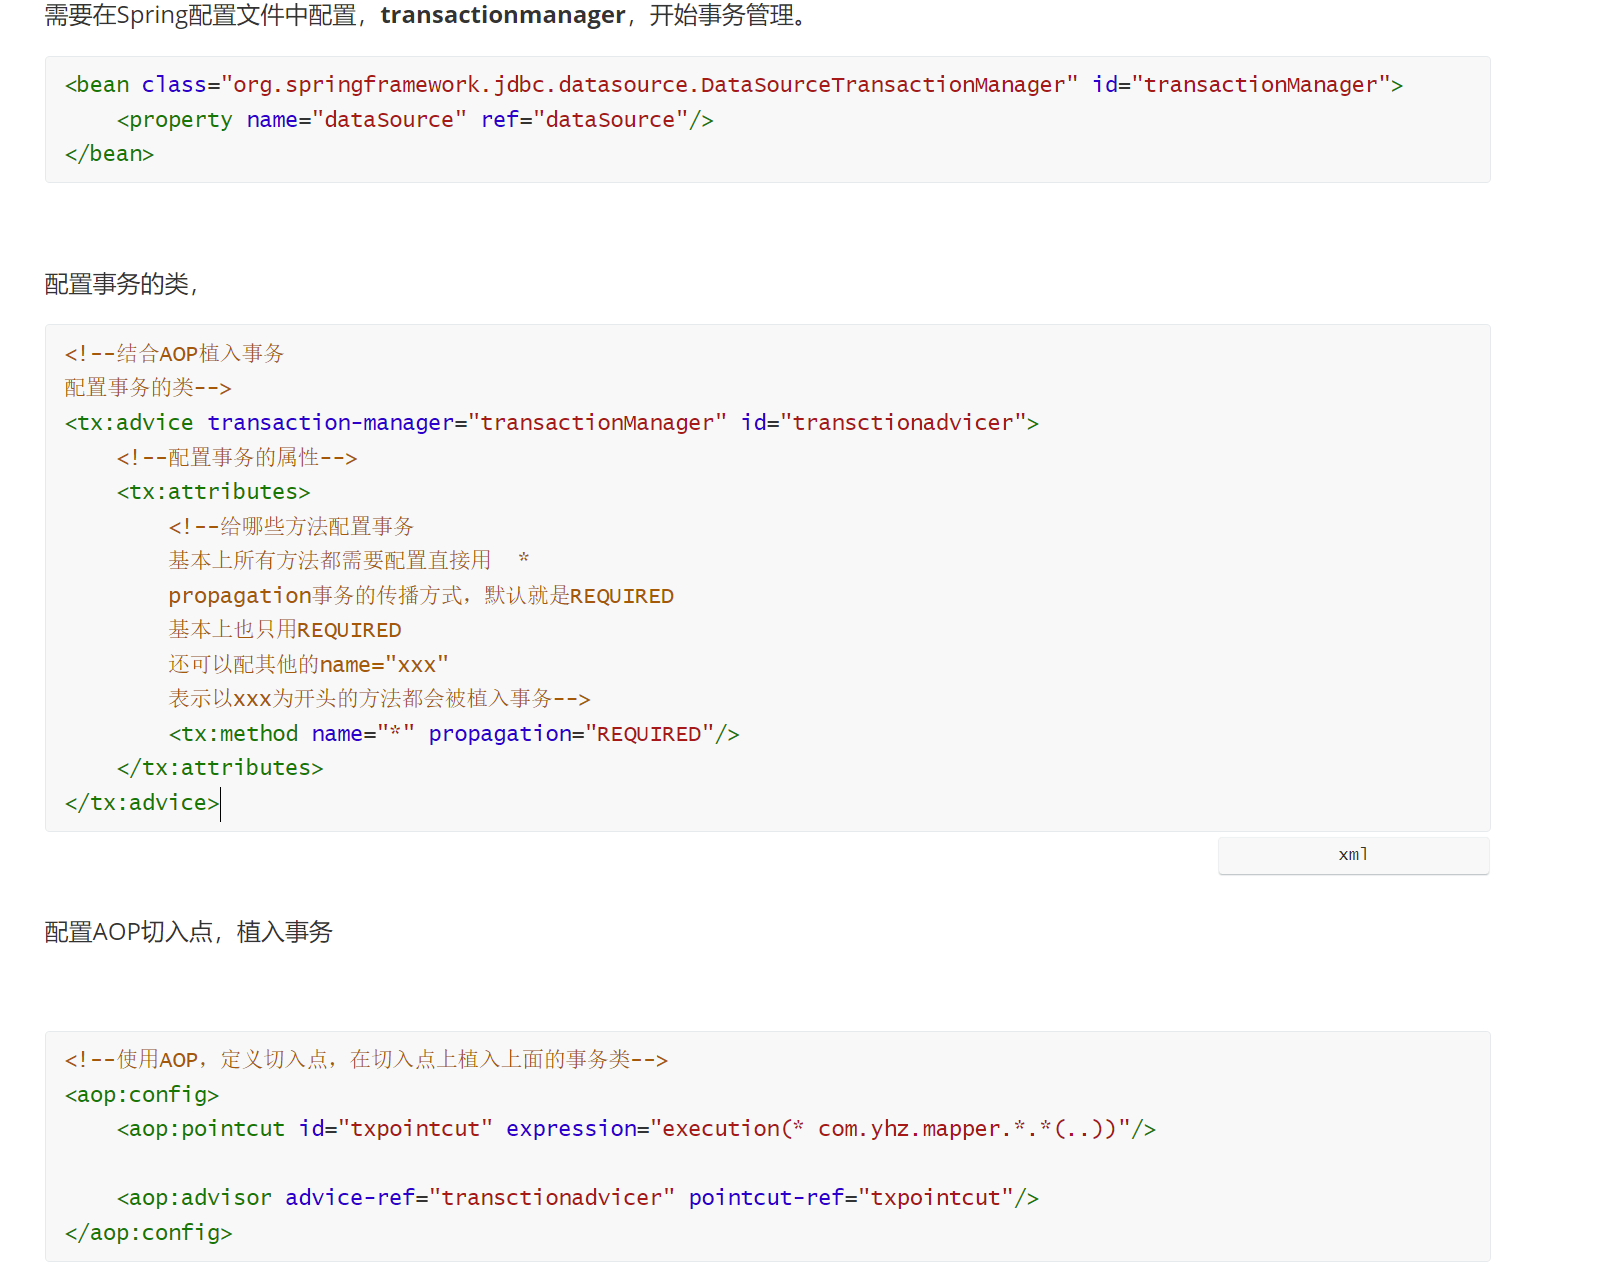 需要在Spring配置文件中配置，transactionmanager，开始事务管理。
<bean class="org.springframework.jdbc.datasource.DataSourceTransactionManager" id="transactionManager">
    <property name="dataSource" ref="dataSource"/>
</bean>
配置事务的类，
<!--结合AOP植入事务
配置事务的类-->
<tx:advice transaction-manager="transactionManager" id="transctionadvicer">
    <!--配置事务的属性-->
    <tx:attributes>
        <!--给哪些方法配置事务
        基本上所有方法都需要配置直接用  *
        propagation事务的传播方式，默认就是REQUIRED
        基本上也只用REQUIRED
        还可以配其他的name="xxx"
        表示以xxx为开头的方法都会被植入事务-->
        <tx:method name="*" propagation="REQUIRED"/>
    </tx:attributes>
</tx:advice>
xml
配置AOP切入点，植入事务
<!--使用AOP，定义切入点，在切入点上植入上面的事务类-->
<aop:config>
    <aop:pointcut id="txpointcut" expression="execution(* com.yhz.mapper.*.*(..))"/>
    <aop:advisor advice-ref="transctionadvicer" pointcut-ref="txpointcut"/>
</aop:config>